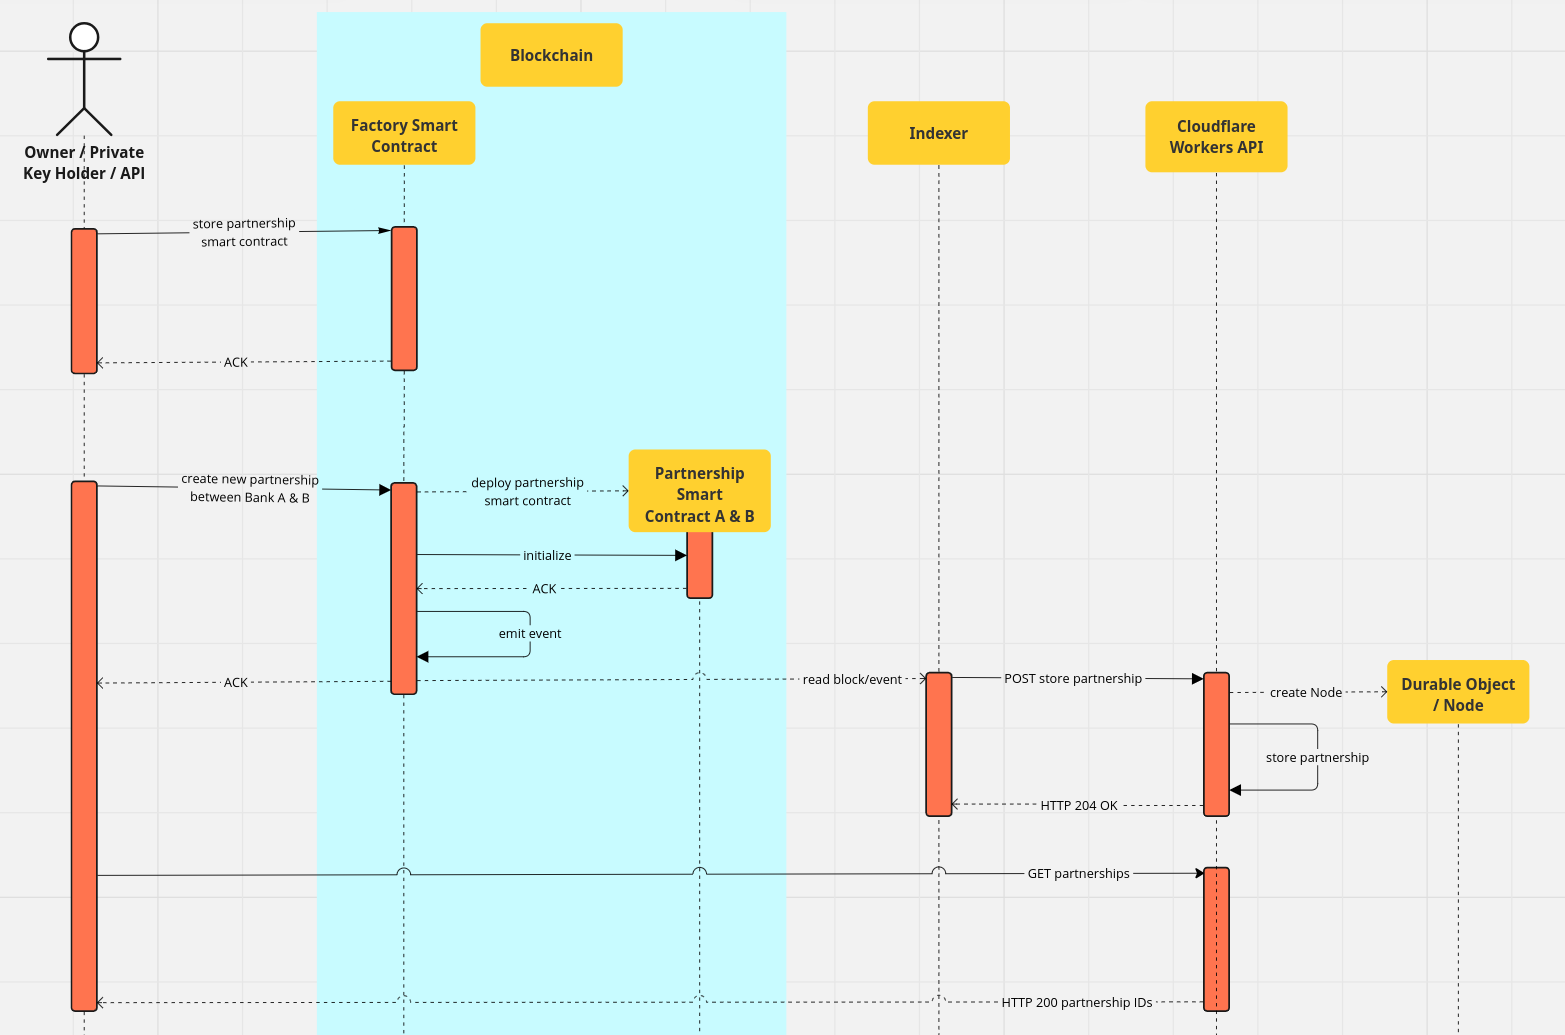 Blockchain
Owner / Private
Key Holder / API
Factory Smart
Contract
Indexer
Cloudflare
Workers API
store partnership
smart contract
ACK
create new partnership
between Bank A & B
deploy partnership
smart contract
Partnership
Smart
Contract A & B
initialize
ACK
emit event
ACK
read block/event
POST store partnership
create Node
Durable Object
/ Node
store partnership
HTTP 204 OK
GET partnerships
HTTP 200 partnership IDs